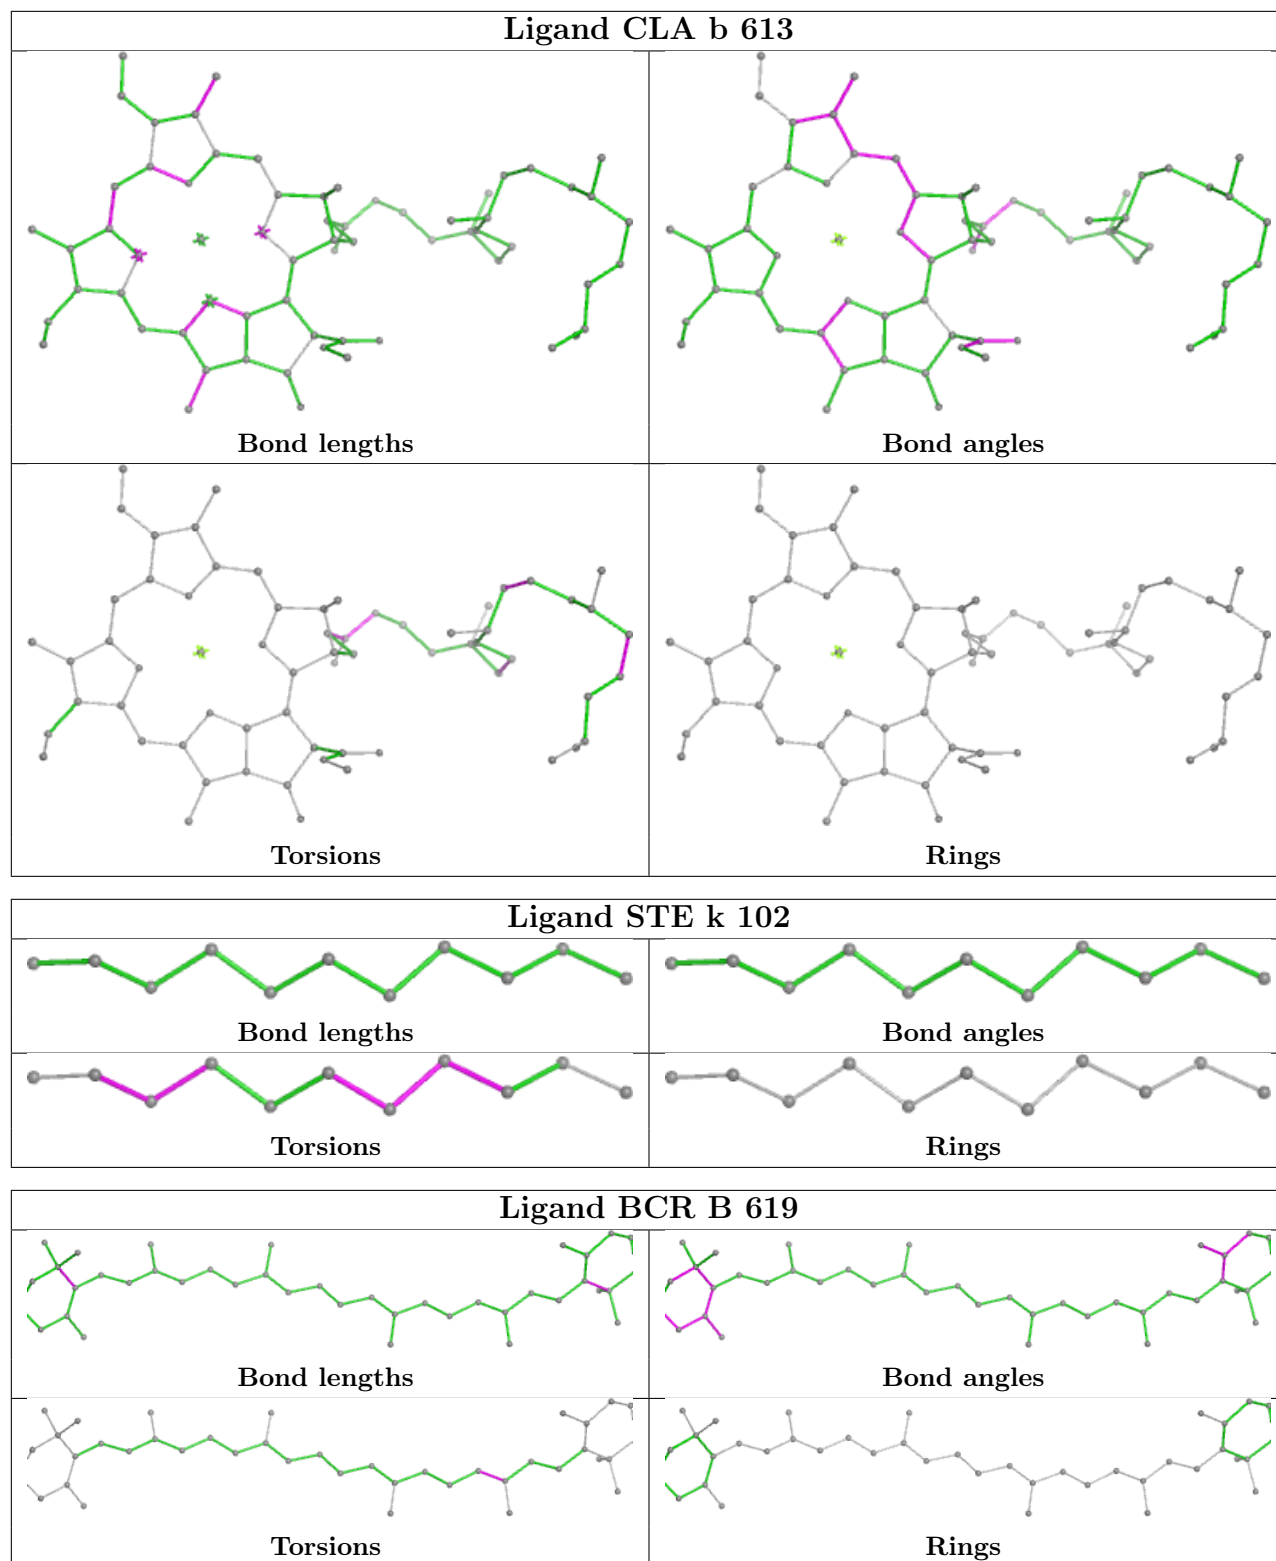 Ligand CLA b 613
Bond lengths
Bond angles
Torsions
Rings
Ligand STE k 102
Bond lengths
Bond angles
Torsions
Rings
Ligand BCR B 619
Bond lengths
Bond angles
Torsions
Rings